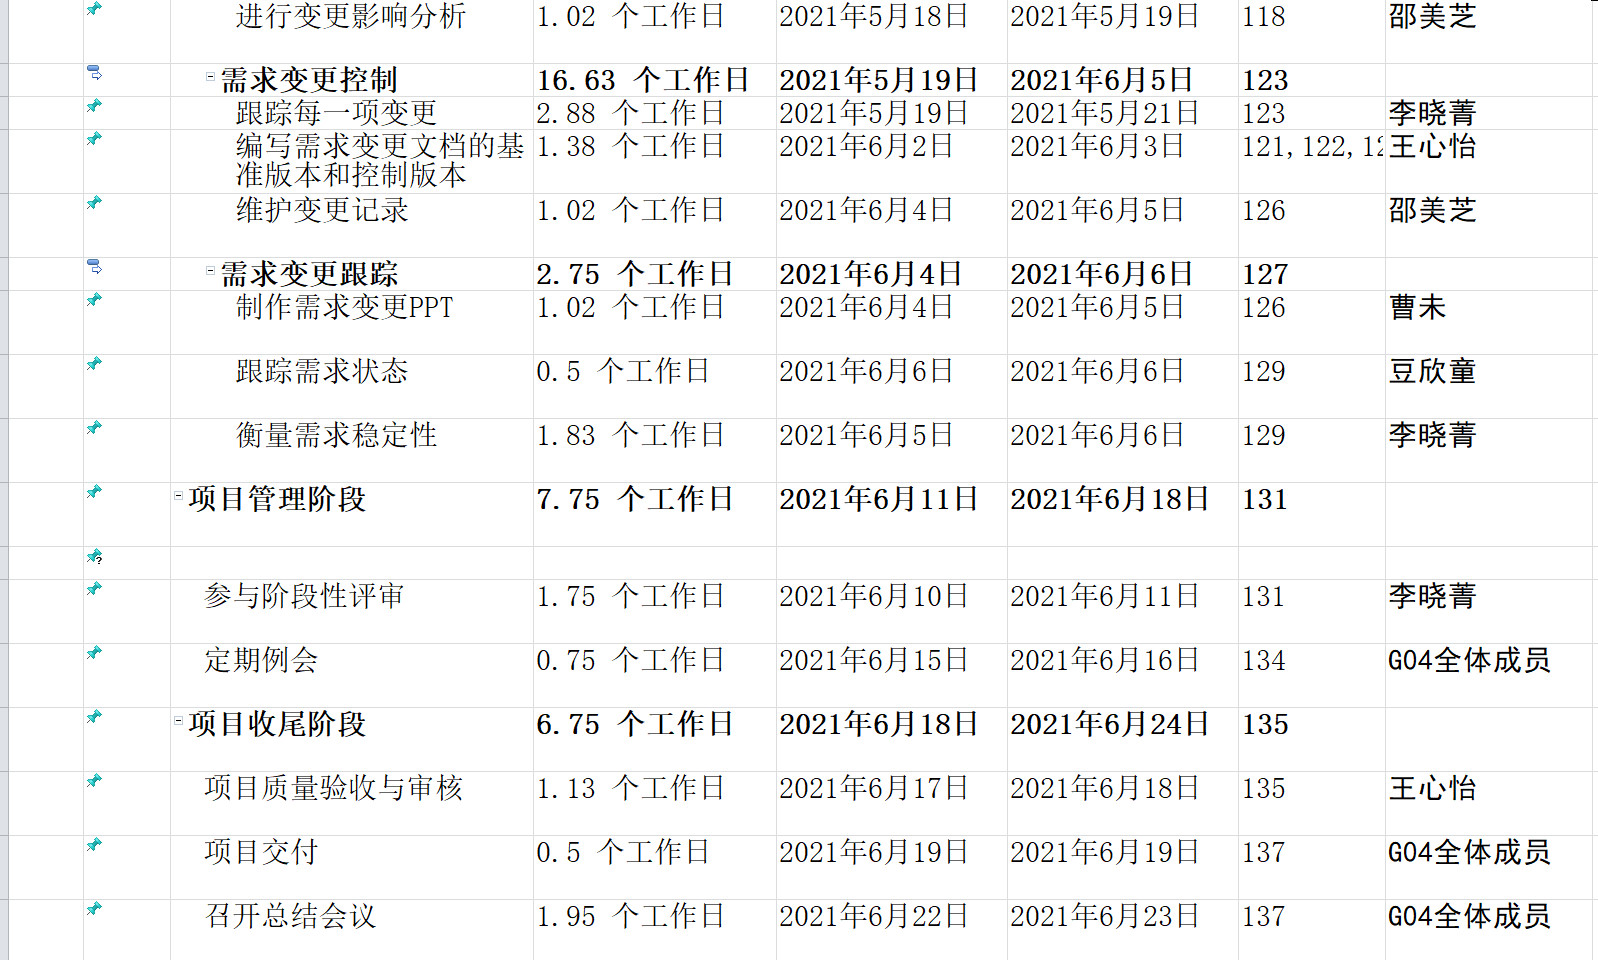 进行变更影响分析 1.02 个工作日 2021年5月18日 2021年5月19日 118 邵美芝
需求变更控制 16.63 个工作日 2021年5月19日 2021年6月5日 123
跟踪每一项变更 2.88 个工作日 2021年5月19日 2021年5月21日 123 李晓菁
编写需求变更文档的基 1.38 个工作日 2021年6月2日 2021年6月3日 121,122,12 王心怡
准版本和控制版本
维护变更记录 1.02 个工作日 2021年6月4日 2021年6月5日 126 邵美芝
需求变更跟踪 2.75 个工作日 2021年6月4日 2021年6月6日 127
制作需求变更PPT 1.02 个工作日 2021年6月4日 2021年6月5日 126 曹未
跟踪需求状态 0.5 个工作日 2021年6月6日 2021年6月6日 129 豆欣童
衡量需求稳定性 1.83 个工作日 2021年6月5日 2021年6月6日 129 李晓菁
项目管理阶段 7.75 个工作日 2021年6月11日 2021年6月18日 131
参与阶段性评审 1.75 个工作日 2021年6月10日 2021年6月11日 131 李晓菁
定期例会 0.75 个工作日 2021年6月15日 2021年6月16日 134 G04全体成员
项目收尾阶段 6.75 个工作日 2021年6月18日 2021年6月24日 135
项目质量验收与审核 1.13 个工作日 2021年6月17日 2021年6月18日 135 王心怡
项目交付 0.5 个工作日 2021年6月19日 2021年6月19日 137 G04全体成员
召开总结会议 1.95 个工作日 2021年6月22日 2021年6月23日 137 G04全体成员